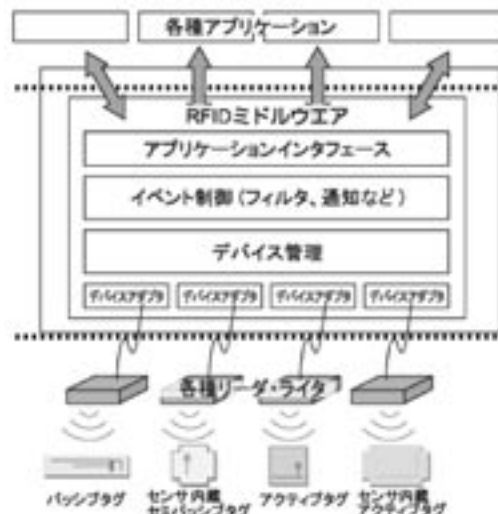 各種アプリケーション
RFIDミドルウエア
アプリケーションインタフェース
イベント制御(フィルタ、通知など)
デバイス管理
デバイスアダプタ デバイスアダプタ デバイスアダプタ デバイスアダプタ
各種リーダ・ライタ
パッシブタグ
センサ内蔵
セミパッシブタグ
アクティブタグ
センサ内蔵
アクティブタグ